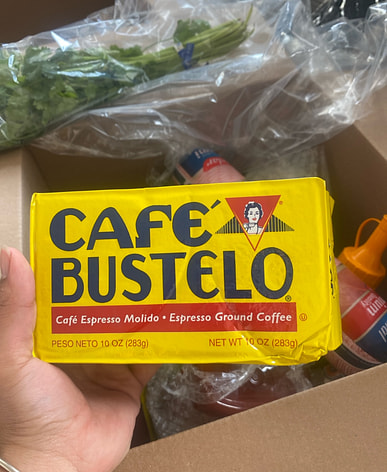 CAFÉ
BUSTELO®
Café Espresso Molido • Espresso Ground Coffee Ⓤ
PESO NETO 10 OZ (283g) NET WT 10 OZ (283g)